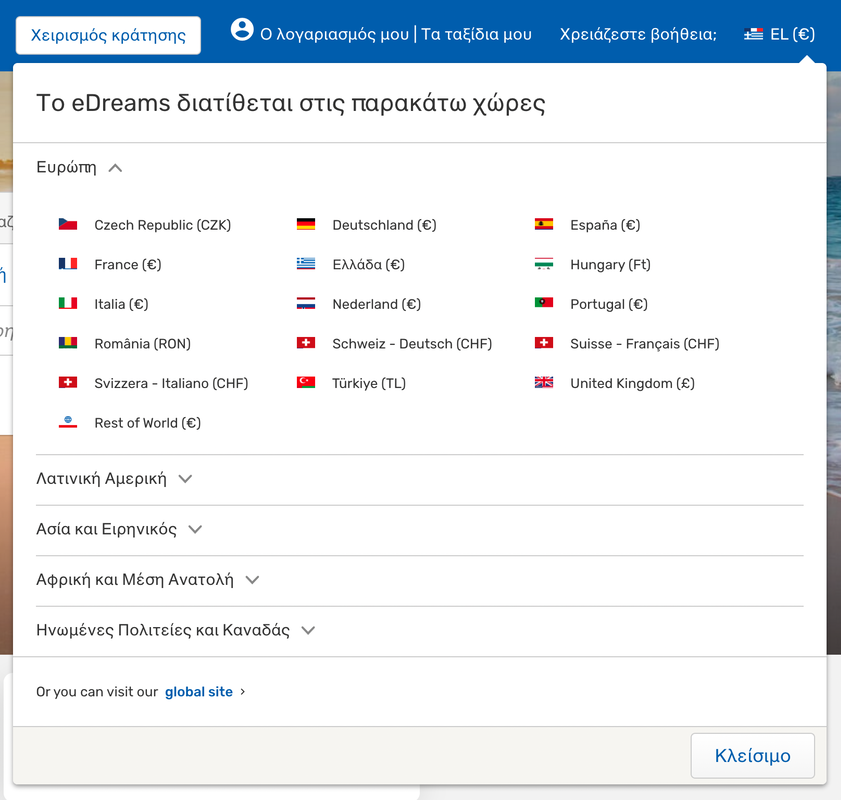 Χειρισμός κράτησης
Ο λογαριασμός μου | Τα ταξίδια μου
Χρειάζεστε βοήθεια;
EL (€)
Το eDreams διατίθεται στις παρακάτω χώρες
Ευρώπη
Czech Republic (CZK)
Deutschland (€)
España (€)
France (€)
Ελλάδα (€)
Hungary (Ft)
Italia (€)
Nederland (€)
Portugal (€)
România (RON)
Schweiz - Deutsch (CHF)
Suisse - Français (CHF)
Svizzera - Italiano (CHF)
Türkiye (TL)
United Kingdom (£)
Rest of World (€)
Λατινική Αμερική
Ασία και Ειρηνικός
Αφρική και Μέση Ανατολή
Ηνωμένες Πολιτείες και Καναδάς
Or you can visit our global site ›
Κλείσιμο